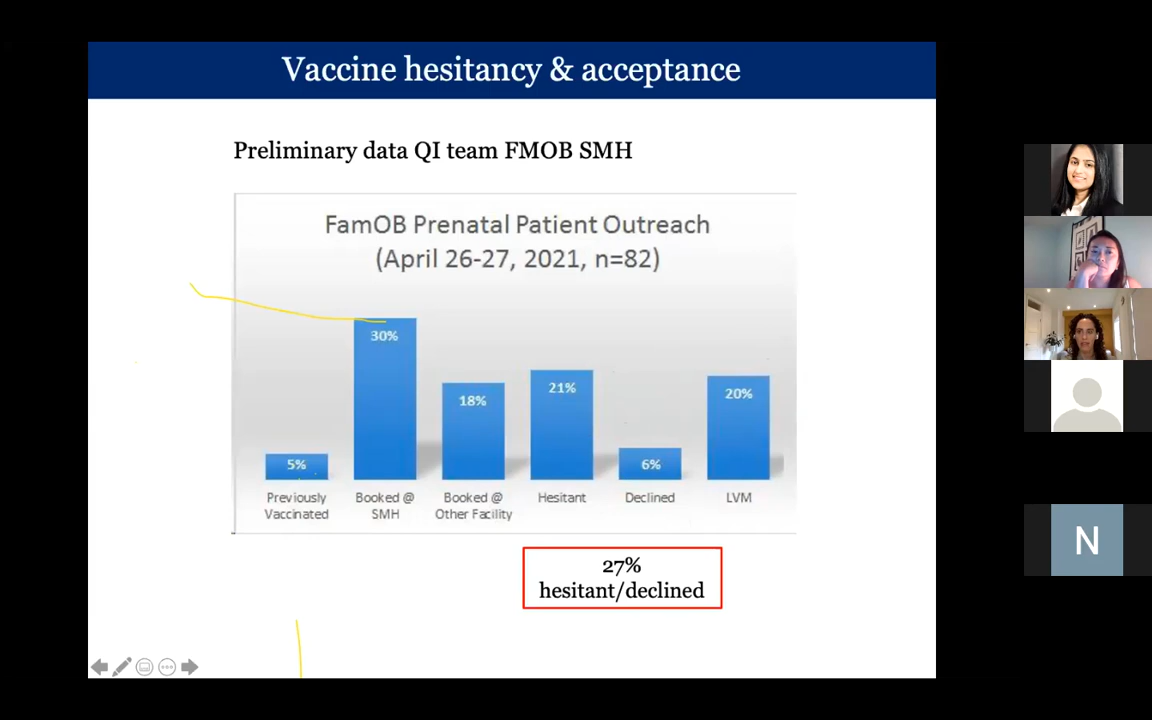 Vaccine hesitancy & acceptance
Preliminary data QI team FMOB SMH
FamOB Prenatal Patient Outreach
(April 26-27, 2021, n=82)
5%
30%
18%
21%
6%
20%
Previously
Vaccinated
Booked @
SMH
Booked @
Other Facility
Hesitant
Declined
LVM
27%
hesitant/declined
N